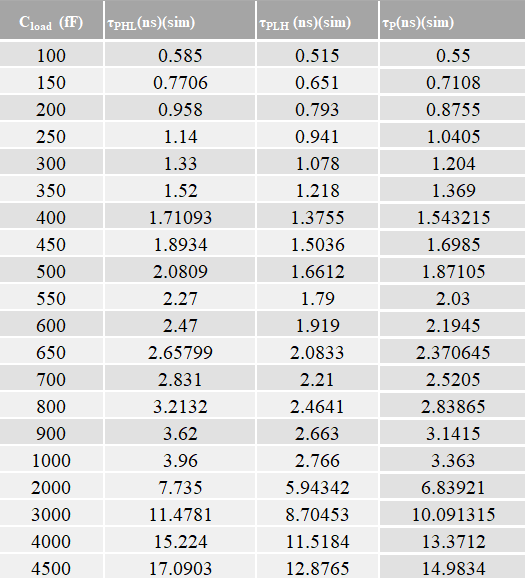 Cload (fF) τPHL(ns)(sim) τPLH (ns)(sim) τP(ns)(sim)
100 0.585 0.515 0.55
150 0.7706 0.651 0.7108
200 0.958 0.793 0.8755
250 1.14 0.941 1.0405
300 1.33 1.078 1.204
350 1.52 1.218 1.369
400 1.71093 1.3755 1.543215
450 1.8934 1.5036 1.6985
500 2.0809 1.6612 1.87105
550 2.27 1.79 2.03
600 2.47 1.919 2.1945
650 2.65799 2.0833 2.370645
700 2.831 2.21 2.5205
800 3.2132 2.4641 2.83865
900 3.62 2.663 3.1415
1000 3.96 2.766 3.363
2000 7.735 5.94342 6.83921
3000 11.4781 8.70453 10.091315
4000 15.224 11.5184 13.3712
4500 17.0903 12.8765 14.9834